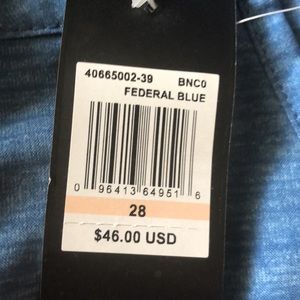 40665002-39 BNC0
FEDERAL BLUE
0 96413 64951 6
28
$46.00 USD